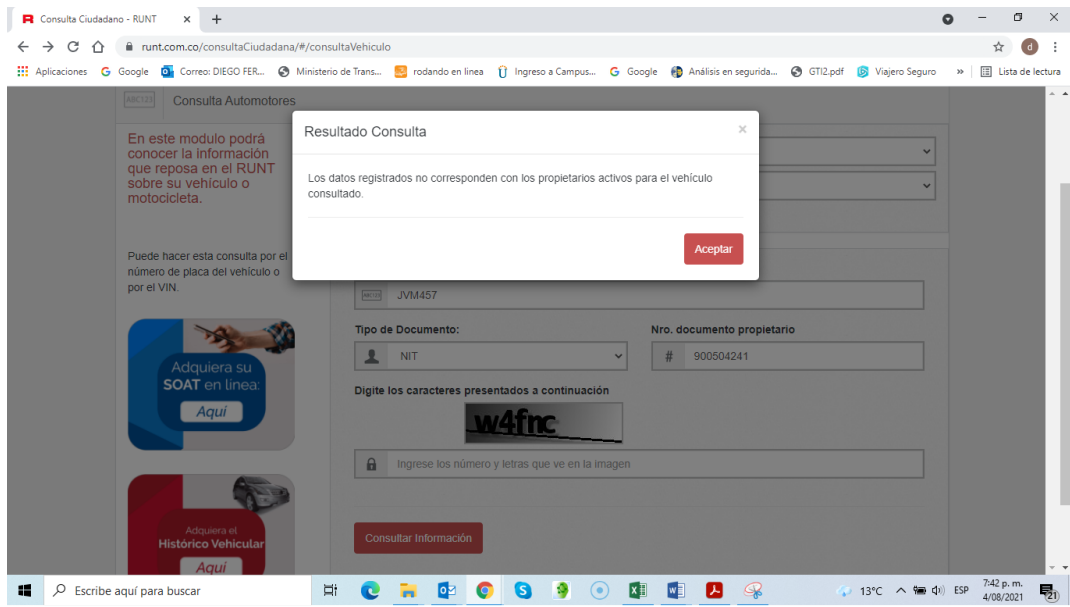 Consulta Ciudadano - RUNT
runt.com.co/consultaCiudadana/#/consultaVehiculo
d
Aplicaciones Google Correo: DIEGO FER... Ministerio de Trans... rodando en linea Ingreso a Campus... Google Análisis en segurida... GTI2.pdf Viajero Seguro » Lista de lectura
ABC123 Consulta Automotores
En este modulo podrá
conocer la información
que reposa en el RUNT
sobre su vehículo o
motocicleta.
Resultado Consulta ×
Los datos registrados no corresponden con los propietarios activos para el vehículo
consultado.
Aceptar
Puede hacer esta consulta por el
número de placa del vehículo o
por el VIN.
ABC123 JVM457
Tipo de Documento: Nro. documento propietario
NIT # 900504241
Digite los caracteres presentados a continuación
w4fnc
Ingrese los número y letras que ve en la imagen
Consultar Información
Adquiera su
SOAT en linea:
Aquí
Adquiera el
Histórico Vehicular
Aquí
Escribe aquí para buscar
13°C ESP 7:42 p. m.
4/08/2021
21